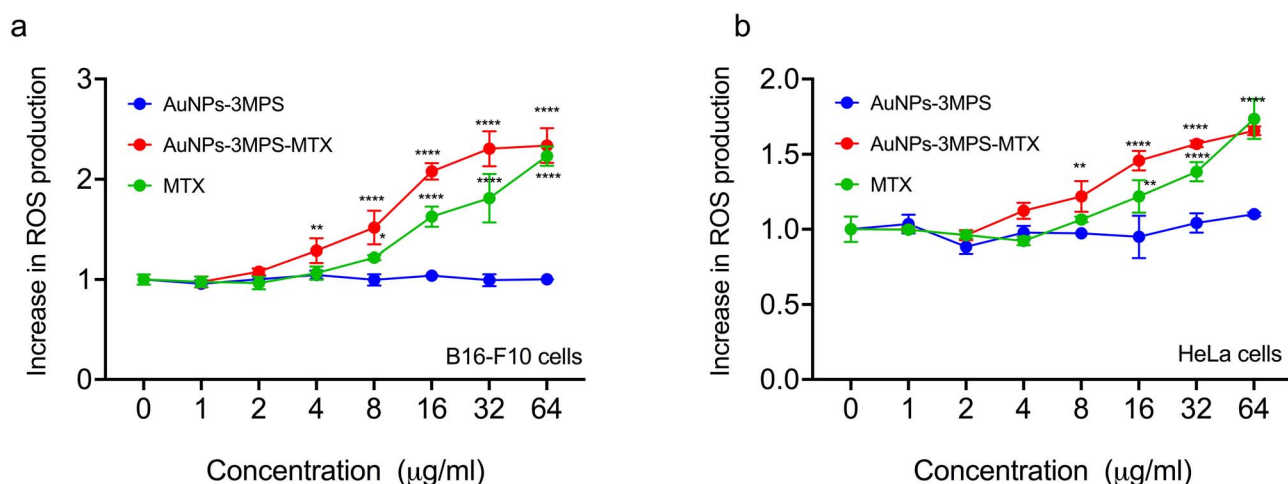 a
Increase in ROS production
3
2
1
0
AuNPs-3MPS
AuNPs-3MPS-MTX
MTX
**
****
*
****
****
****
****
****
****
B16-F10 cells
0 1 2 4 8 16 32 64
Concentration (μg/ml)
b
Increase in ROS production
2.0
1.5
1.0
0.5
0.0
AuNPs-3MPS
AuNPs-3MPS-MTX
MTX
**
****
**
****
****
****
HeLa cells
0 1 2 4 8 16 32 64
Concentration (μg/ml)